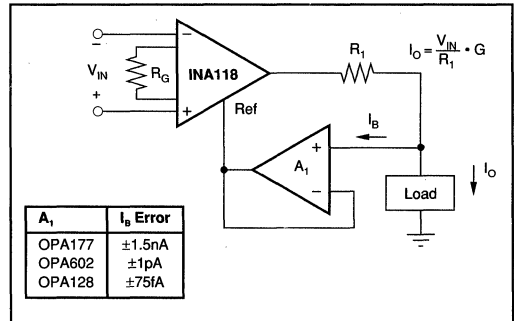 −
V_IN
+
R_G
−
INA118
+
Ref
R_1
I_O = V_IN / R_1 • G
I_B
A_1
+
−
Load
I_O
A_1 I_B Error
OPA177 ±1.5nA
OPA602 ±1pA
OPA128 ±75fA